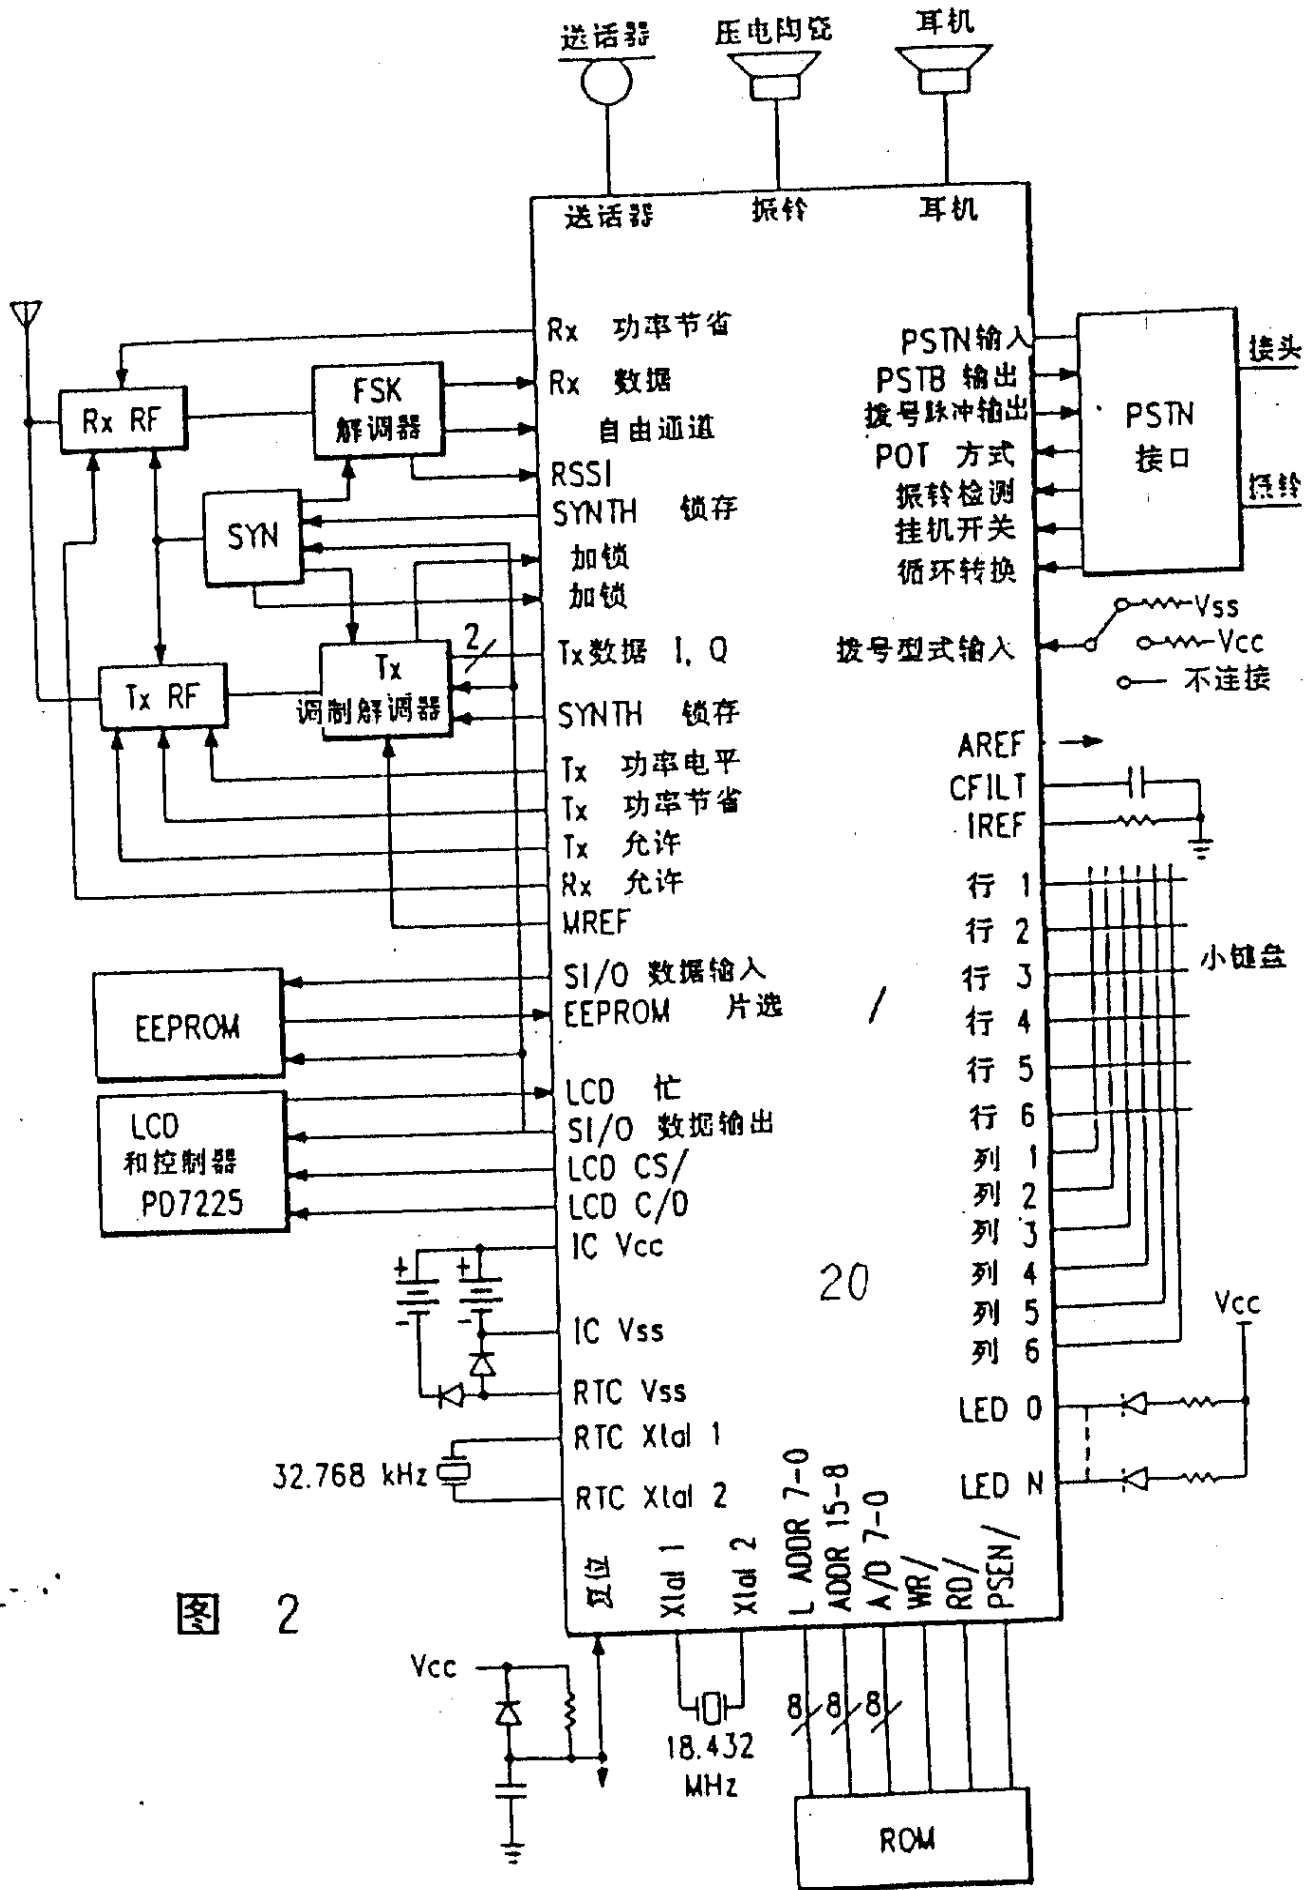 送话器
压电陶瓷
耳机
送话器
振铃
耳机
Rx 功率节省
Rx 数据
自由通道
RSSI
SYNTH 锁存
加锁
加锁
Tx数据 I, Q
SYNTH 锁存
Tx 功率电平
Tx 功率节省
Tx 允许
Rx 允许
MREF
SI/O 数据输入
EEPROM 片选
LCD 忙
SI/O 数据输出
LCD CS/
LCD C/D
IC Vcc
IC Vss
RTC Vss
RTC Xtal 1
RTC Xtal 2
FSK
解调器
Rx RF
SYN
2
Tx
调制解调器
Tx RF
EEPROM
LCD
和控制器
PD7225
+
+
-
-
32.768 kHz
PSTN输入
PSTB 输出
拨号脉冲输出
POT 方式
振铃检测
挂机开关
循环转换
拨号型式输入
AREF
CFILT
IREF
行 1
行 2
行 3
行 4
行 5
行 6
列 1
列 2
列 3
列 4
列 5
列 6
LED 0
LED N
PSTN
接口
接头
振铃
Vss
Vcc
不连接
小键盘
Vcc
20
复位
Xtal 1
Xtal 2
L ADDR 7-0
ADDR 15-8
A/D 7-0
WR/
RD/
PSEN/
Vcc
18.432
MHz
8
8
8
ROM
图 2